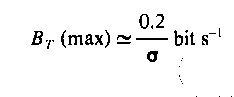 B_T (max) ≃ 0.2/σ bit s⁻¹